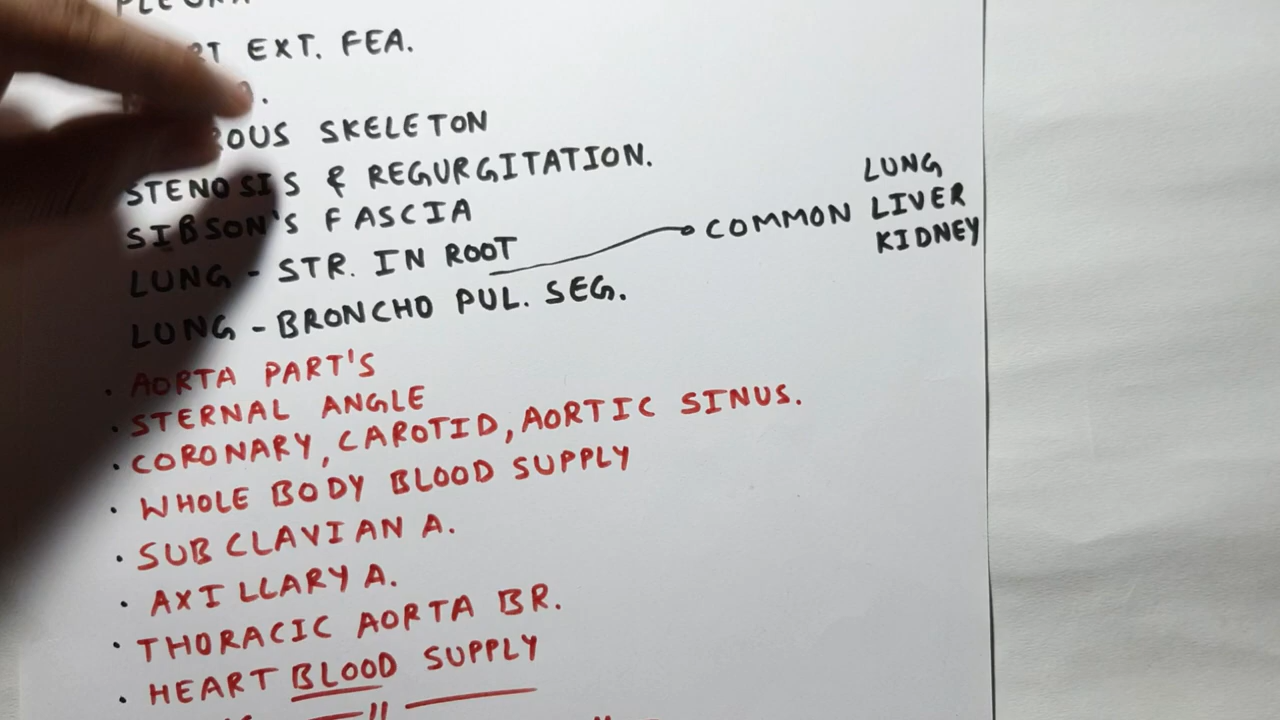 EXT. FEA.
SKELETON
STENOSIS & REGURGITATION.
SIBSON'S FASCIA
LUNG - STR. IN ROOT
COMMON
LUNG
LIVER
KIDNEY
LUNG - BRONCHO PUL. SEG.
• AORTA PART'S
• STERNAL ANGLE
• CORONARY, CAROTID, AORTIC SINUS.
• WHOLE BODY BLOOD SUPPLY
• SUBCLAVIAN A.
• AXILLARY A.
• THORACIC AORTA BR.
• HEART BLOOD SUPPLY